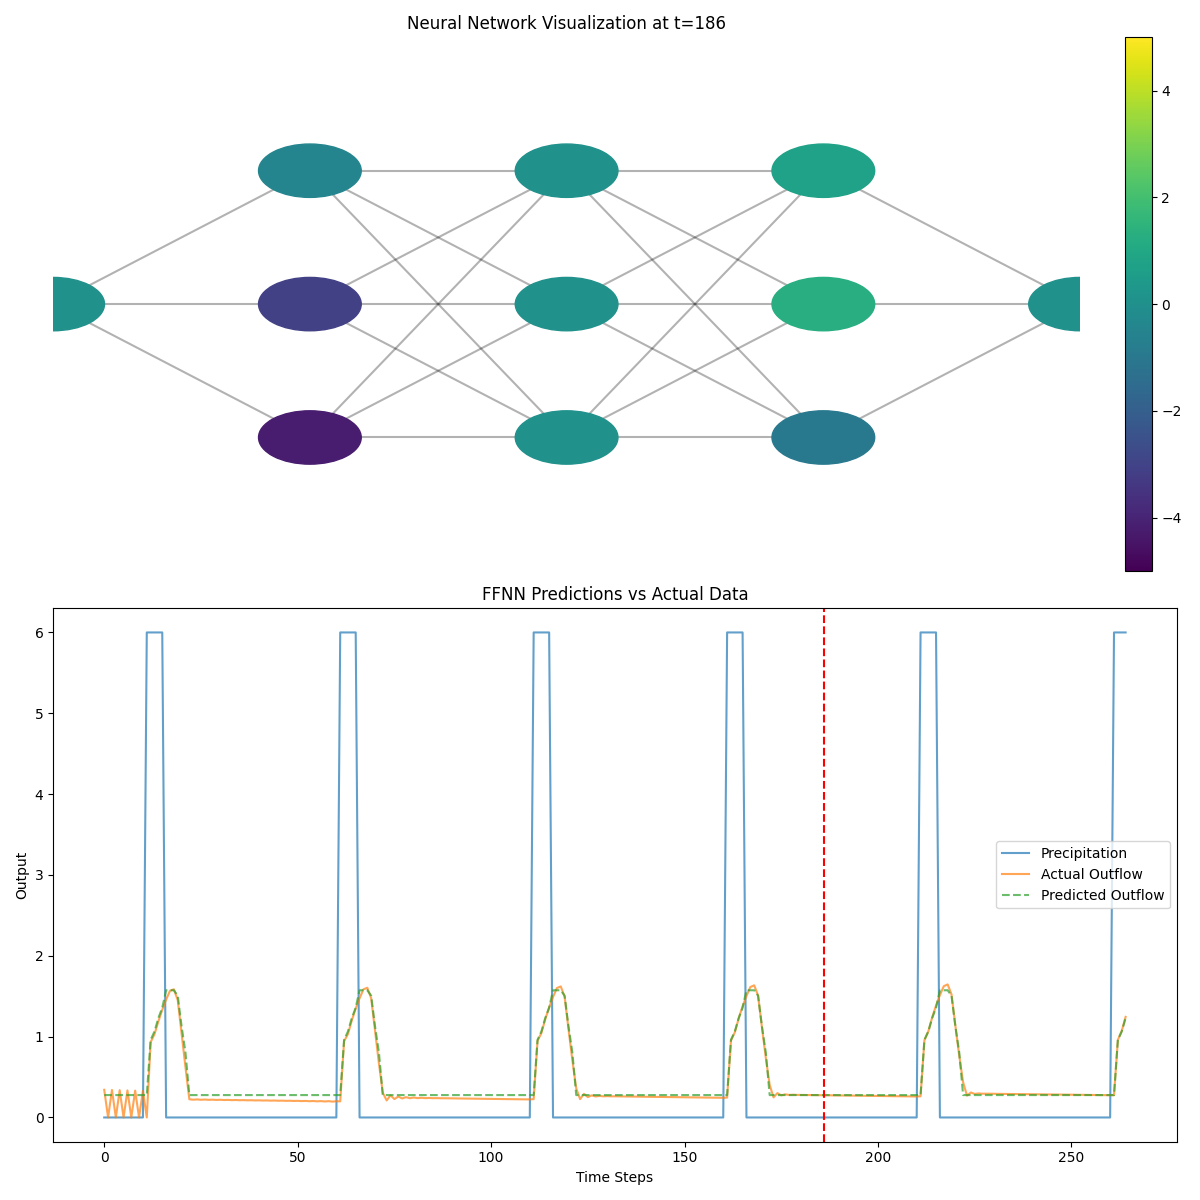 Neural Network Visualization at t=186
4
2
0
−2
−4
FFNN Predictions vs Actual Data
6
5
4
3
2
1
0
Output
Precipitation
Actual Outflow
Predicted Outflow
0 50 100 150 200 250
Time Steps